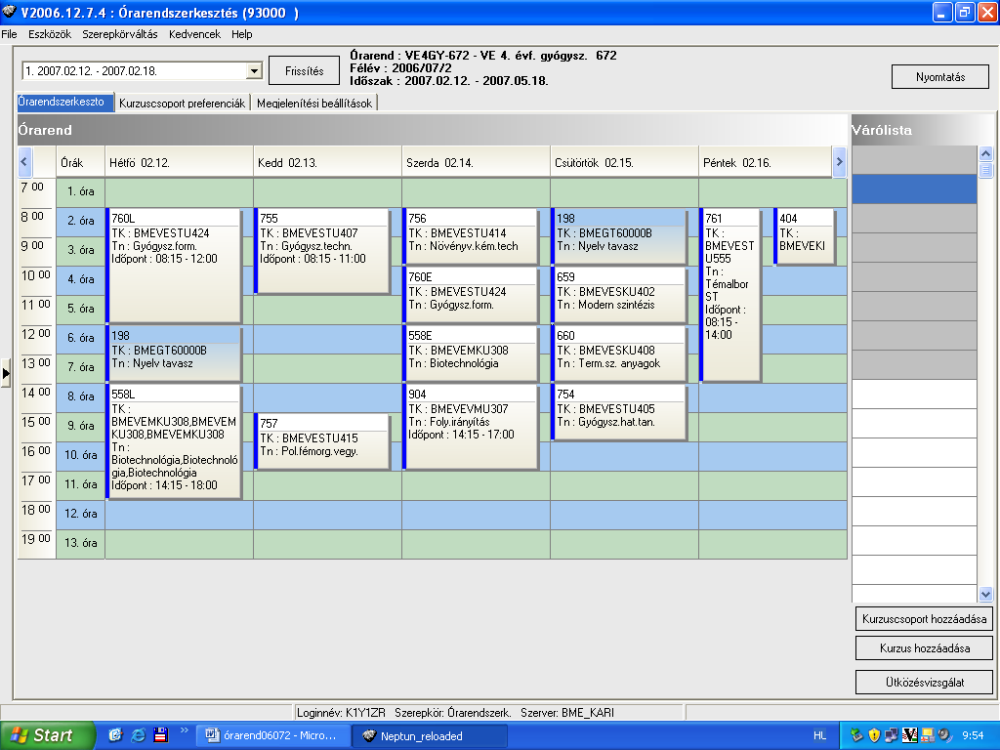 V2006.12.7.4 : Órarendszerkesztés (93000 )
File Eszközök Szerepkörváltás Kedvencek Help
1. 2007.02.12. - 2007.02.18.
Frissítés
Órarend : VE4GY-672 - VE 4. évf. gyógysz. 672
Félév : 2006/07/2
Időszak : 2007.02.12. - 2007.05.18.
Nyomtatás
Órarendszerkeszto Kurzuscsoport preferenciák Megjelenítési beállítások
Órarend
Várólista
Órák Hétfö 02.12. Kedd 02.13. Szerda 02.14. Csütörtök 02.15. Péntek 02.16.
7 00 1. óra
8 00 2. óra
9 00 3. óra
10 00 4. óra
11 00 5. óra
12 00 6. óra
13 00 7. óra
14 00 8. óra
15 00 9. óra
16 00 10. óra
17 00 11. óra
18 00 12. óra
19 00 13. óra
760L
TK : BMEVESTU424
Tn : Gyógysz.form.
Időpont : 08:15 - 12:00
198
TK : BMEGT60000B
Tn : Nyelv tavasz
558L
TK :
BMEVEMKU308,BMEVEM
KU308,BMEVEMKU308
Tn :
Biotechnológia,Biotechnoló
gia,Biotechnológia
Időpont : 14:15 - 18:00
755
TK : BMEVESTU407
Tn : Gyógysz.techn.
Időpont : 08:15 - 11:00
757
TK : BMEVESTU415
Tn : Pol.fémorg.vegy.
756
TK : BMEVESTU414
Tn : Növényv.kém.tech
760E
TK : BMEVESTU424
Tn : Gyógysz.form.
558E
TK : BMEVEMKU308
Tn : Biotechnológia
904
TK : BMEVEVMU307
Tn : Foly.irányítás
Időpont : 14:15 - 17:00
198
TK : BMEGT60000B
Tn : Nyelv tavasz
659
TK : BMEVESKU402
Tn : Modern szintézis
660
TK : BMEVESKU408
Tn : Term.sz. anyagok
754
TK : BMEVESTU405
Tn : Gyógysz.hat.tan.
761
TK :
BMEVEST
U555
Tn :
Témalbor
ST
Időpont :
08:15 -
14:00
404
TK :
BMEVEKI
Kurzuscsoport hozzáadása
Kurzus hozzáadása
Ütközésvizsgálat
Loginnév: K1Y1ZR Szerepkör: Órarendszerk. Szerver: BME_KARI
Start
órarend06072 - Micro...
Neptun_reloaded
HL
9:54